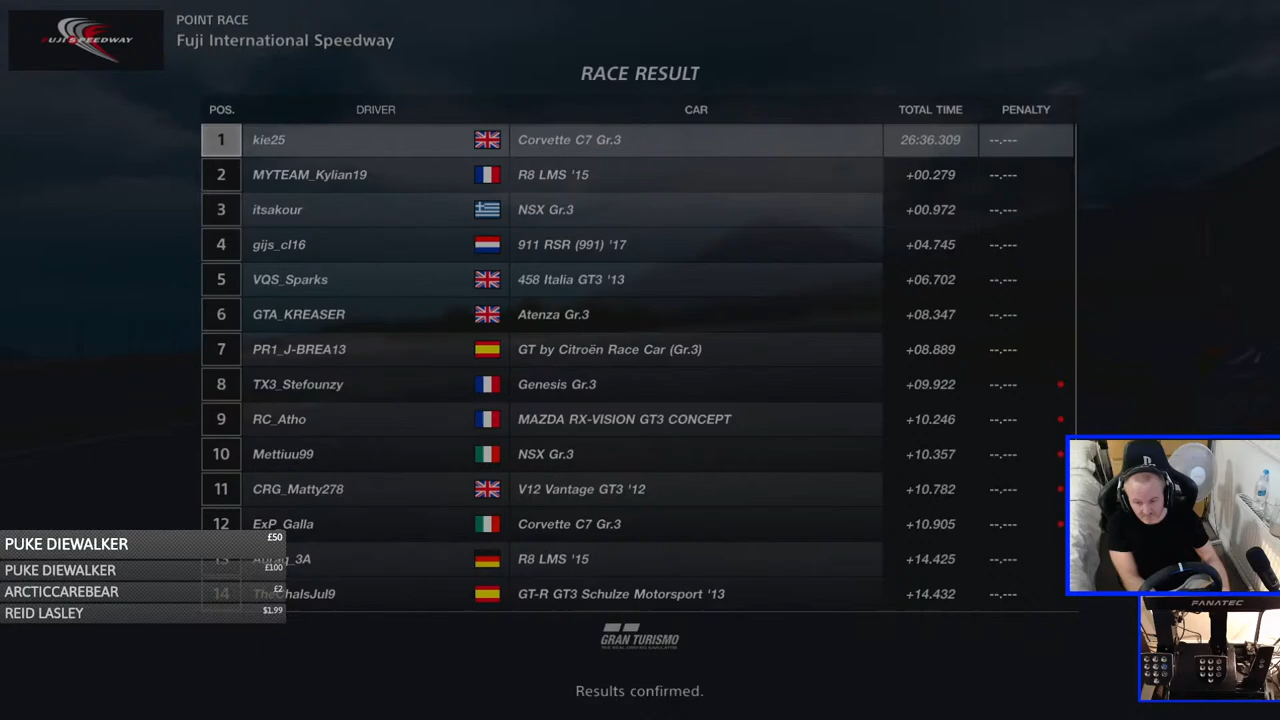 FUJI SPEEDWAY
POINT RACE
Fuji International Speedway
RACE RESULT
POS. DRIVER CAR TOTAL TIME PENALTY
1 kie25 Corvette C7 Gr.3 26:36.309 --.---
2 MYTEAM_Kylian19 R8 LMS '15 +00.279 --.---
3 itsakour NSX Gr.3 +00.972 --.---
4 gijs_cl16 911 RSR (991) '17 +04.745 --.---
5 VQS_Sparks 458 Italia GT3 '13 +06.702 --.---
6 GTA_KREASER Atenza Gr.3 +08.347 --.---
7 PR1_J-BREA13 GT by Citroën Race Car (Gr.3) +08.889 --.---
8 TX3_Stefounzy Genesis Gr.3 +09.922 --.---
9 RC_Atho MAZDA RX-VISION GT3 CONCEPT +10.246 --.---
10 Mettiuu99 NSX Gr.3 +10.357 --.---
11 CRG_Matty278 V12 Vantage GT3 '12 +10.782 --.---
12 ExP_Galla Corvette C7 Gr.3 +10.905 --.---
R8 LMS '15 +14.425 --.---
14 GT-R GT3 Schulze Motorsport '13 +14.432 --.---
PUKE DIEWALKER £50
PUKE DIEWALKER £100
ARCTICCAREBEAR £2
REID LASLEY $1.99
FANATEC
GRAN TURISMO
THE REAL DRIVING SIMULATOR
Results confirmed.